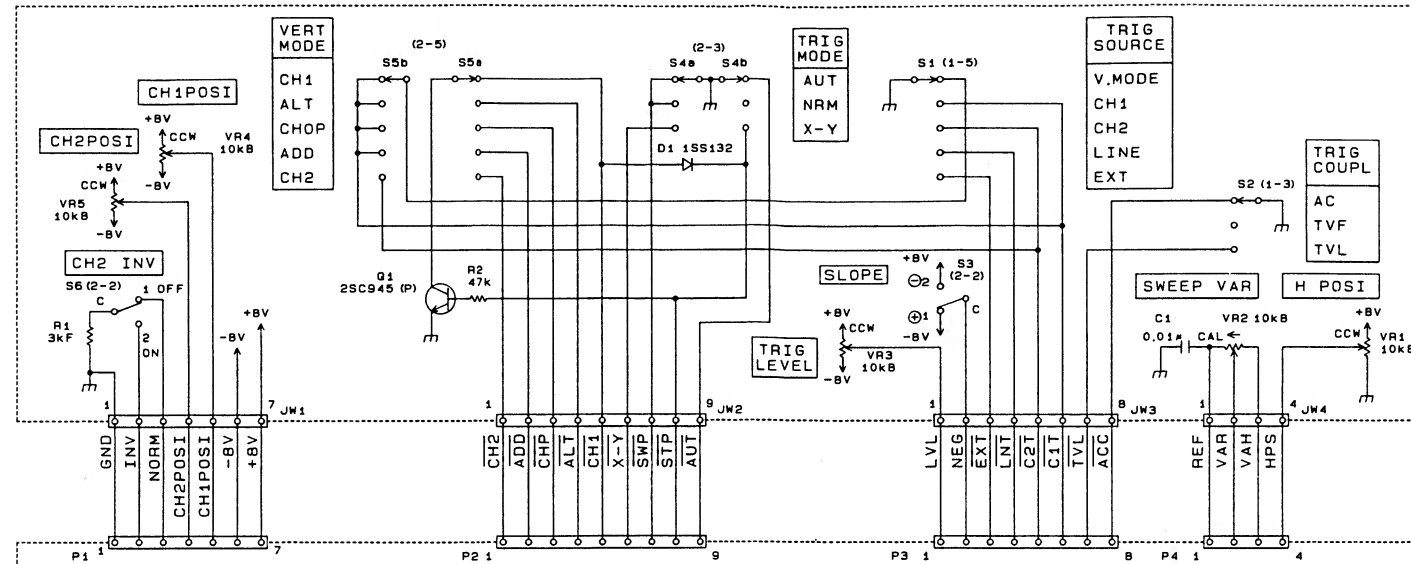 VERT
MODE
CH1
ALT
CHOP
ADD
CH2
(2-5)
S5b
S5a
(2-3)
S4a
S4b
TRIG
MODE
AUT
NRM
X-Y
D1 1SS132
S1 (1-5)
TRIG
SOURCE
V.MODE
CH1
CH2
LINE
EXT
TRIG
COUPL
AC
TVF
TVL
S2 (1-3)
CH1POSI
+8V
CCW
VR4
10kB
-8V
CH2POSI
+8V
CCW
VR5
10kB
-8V
CH2 INV
S6 (2-2)
C
1 OFF
2
ON
R1
3kF
-8V
+8V
Q1
2SC945 (P)
R2
47k
SLOPE
+8V
S3
(2-2)
⊖2
⊕1
C
-8V
TRIG
LEVEL
+8V
CCW
VR3
10kB
-8V
SWEEP VAR
C1
0.01µ
CAL ←
VR2 10kB
H POSI
+8V
CCW
VR1
10kB
1
7
JW1
1
9
JW2
1
8
JW3
1
4
JW4
GND
INV
NORM
CH2POSI
CH1POSI
-8V
+8V
CH2
ADD
CHP
ALT
CH1
X-Y
SWP
STP
AUT
LVL
NEG
EXT
LNT
C2T
C1T
TVL
ACC
REF
VAR
VAH
HPS
P1 1
7
P2 1
9
P3 1
8
P4 1
4